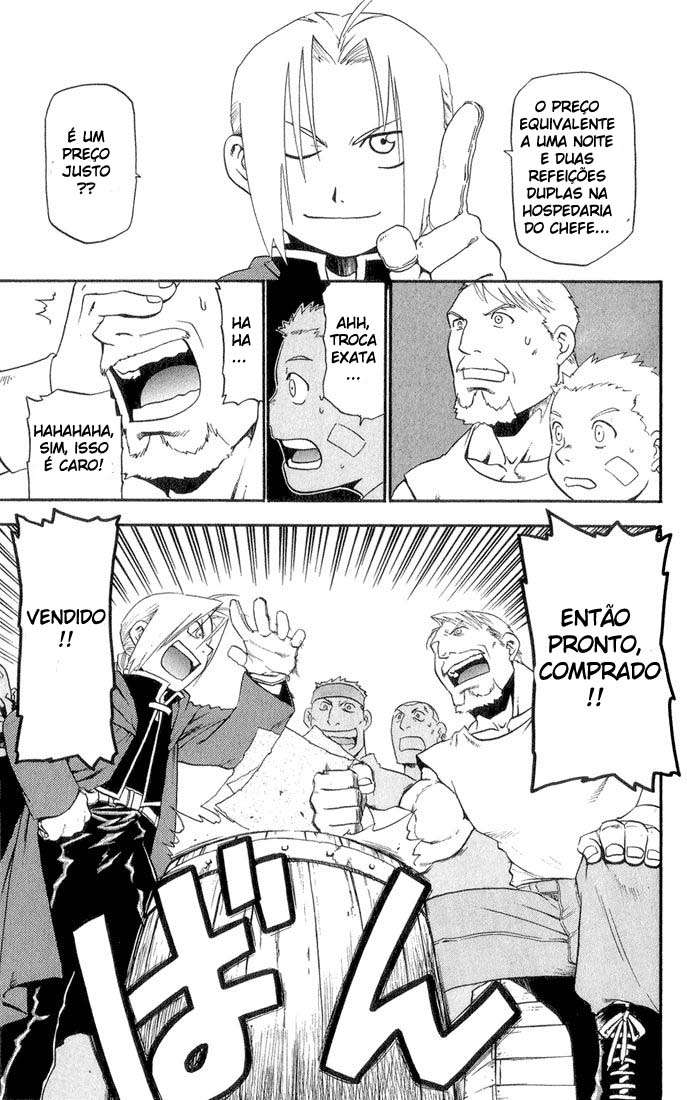 O PREÇO
EQUIVALENTE
A UMA NOITE
E DUAS
REFEIÇÕES
DUPLAS NA
HOSPEDARIA
DO CHEFE...
É UM
PREÇO
JUSTO
??
AHH,
TROCA
EXATA
...
HA
HA...
HAHAHAHA,
SIM, ISSO
É CARO!
ENTÃO
PRONTO,
COMPRADO
!!
VENDIDO
!!
ばん